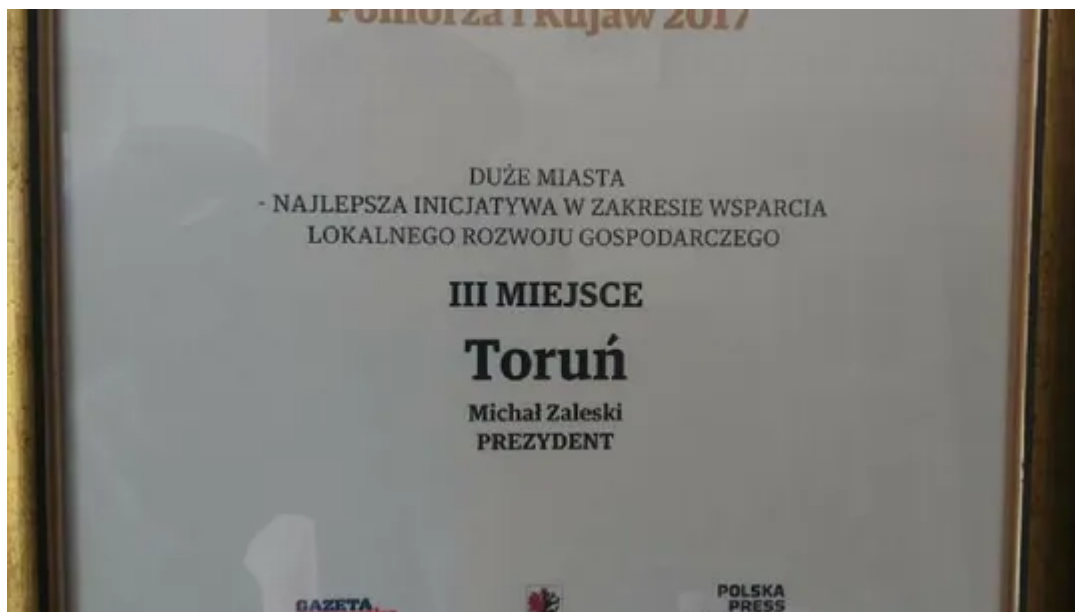 Pomorza i Kujaw 2017
DUŻE MIASTA
- NAJLEPSZA INICJATYWA W ZAKRESIE WSPARCIA
LOKALNEGO ROZWOJU GOSPODARCZEGO
III MIEJSCE
Toruń
Michał Zaleski
PREZYDENT
GAZETA
POLSKA
PRESS